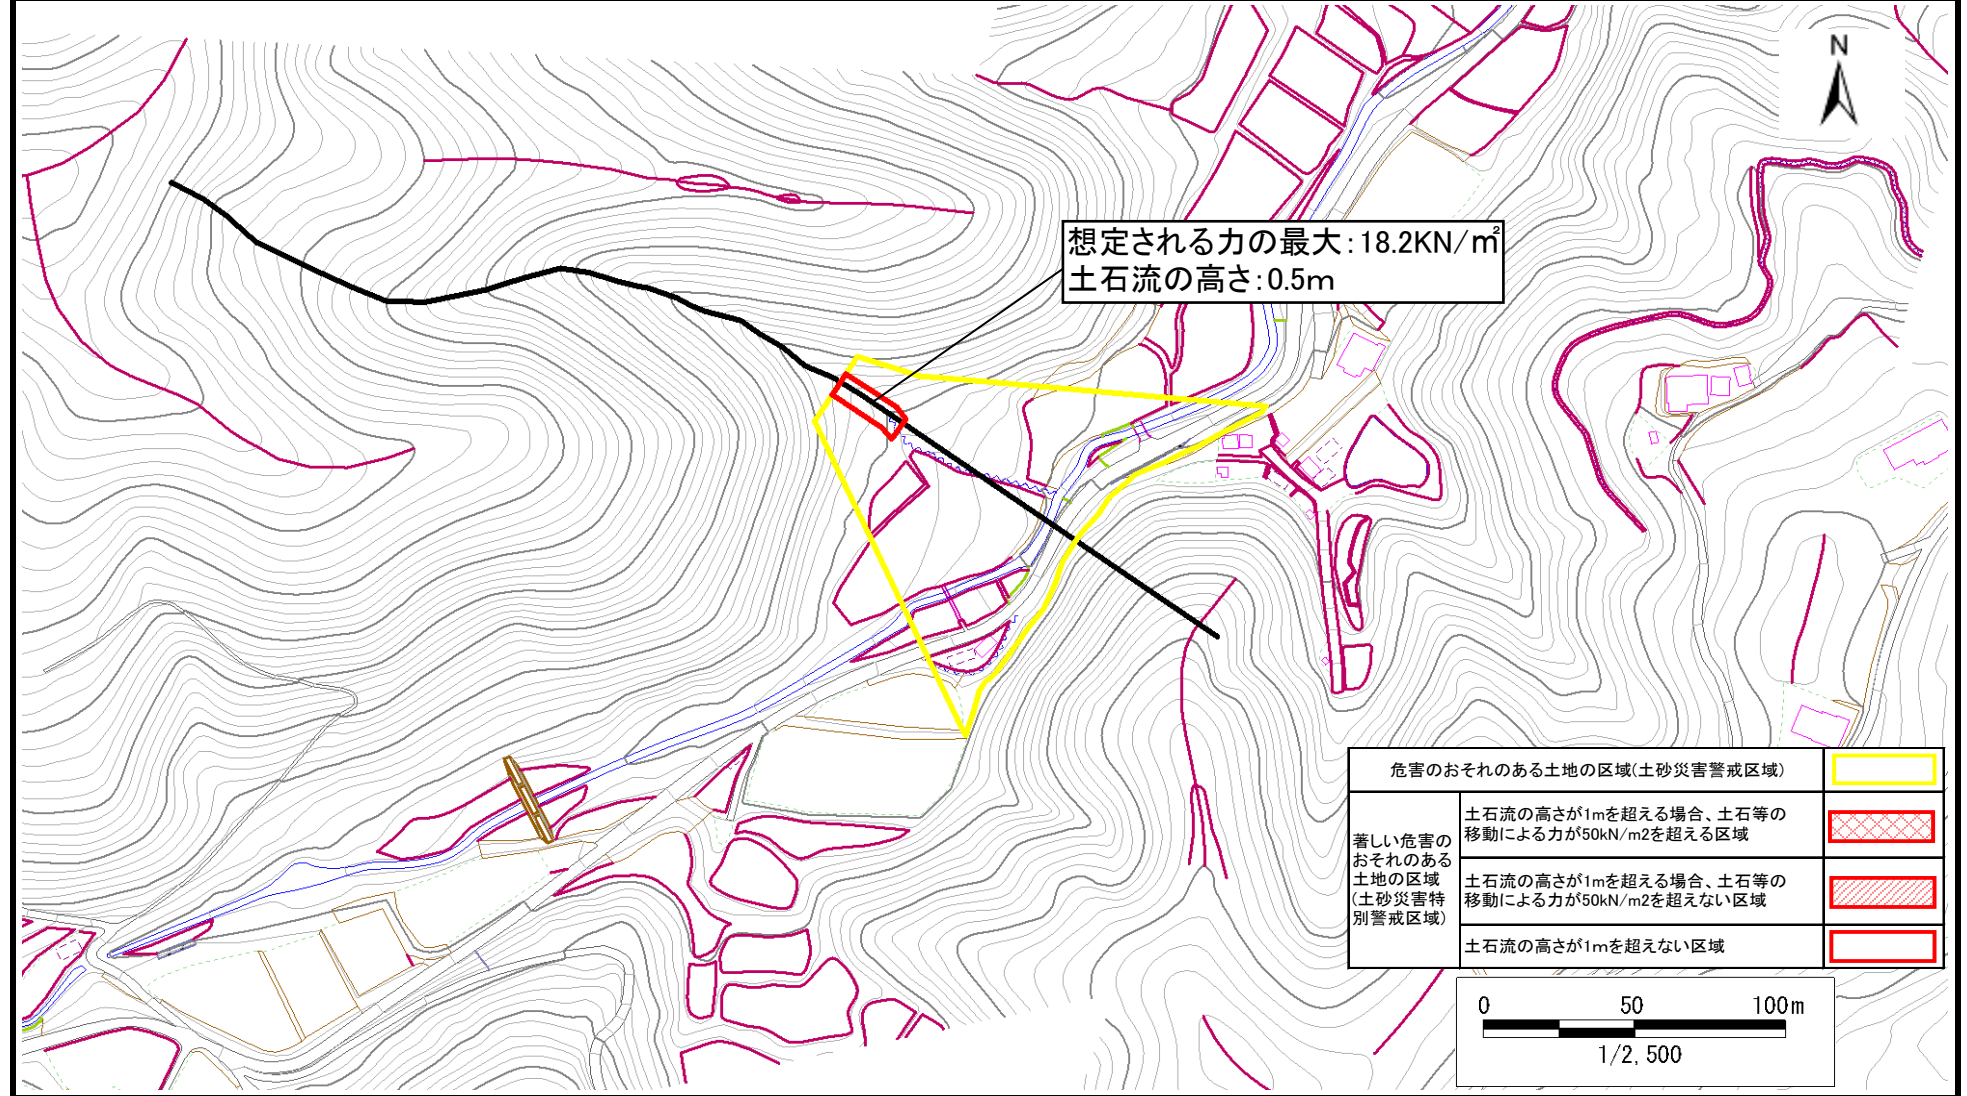 N
想定される力の最大：18.2KN/㎡
土石流の高さ：0.5m
危害のおそれのある土地の区域(土砂災害警戒区域)
著しい危害の
おそれのある
土地の区域
(土砂災害特
別警戒区域)
土石流の高さが1mを超える場合、土石等の
移動による力が50kN/m2を超える区域
土石流の高さが1mを超える場合、土石等の
移動による力が50kN/m2を超えない区域
土石流の高さが1mを超えない区域
0 50 100m
1/2,500